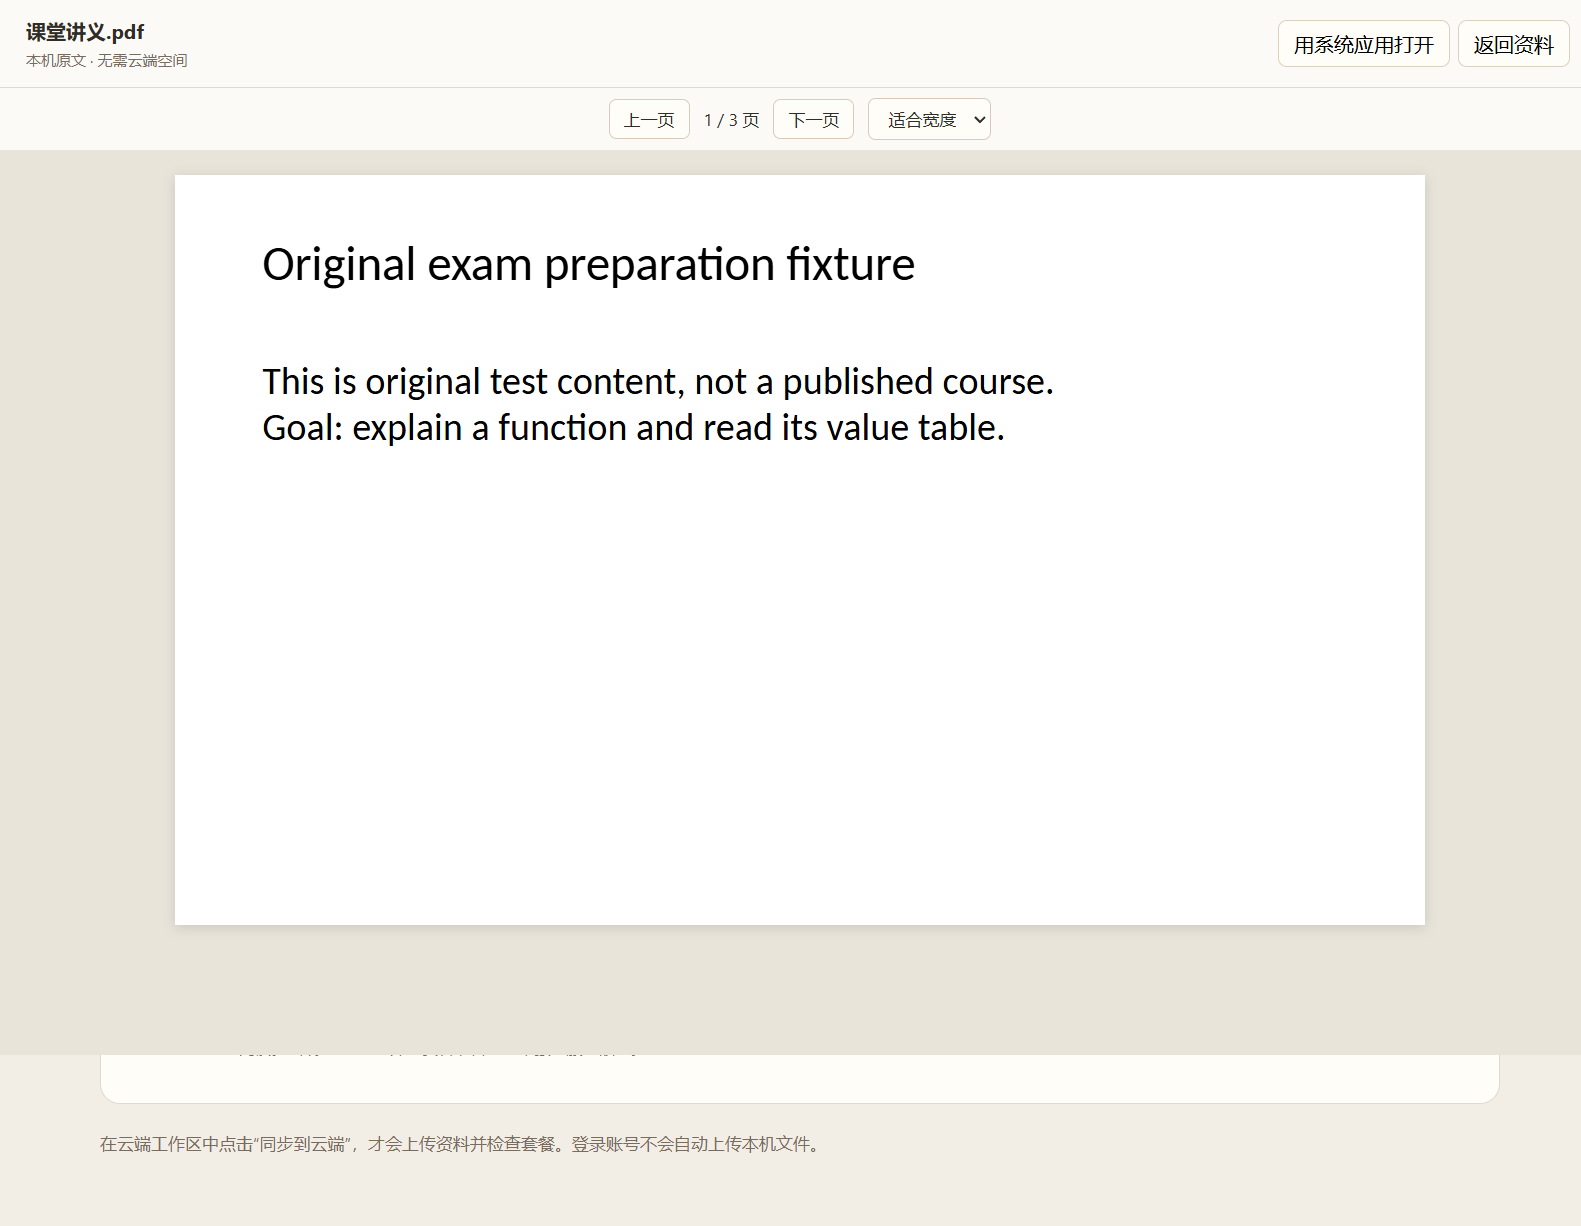 课堂讲义.pdf
本机原文 · 无需云端空间
用系统应用打开
返回资料
上一页
1 / 3 页
下一页
适合宽度
Original exam preparation fixture
This is original test content, not a published course.
Goal: explain a function and read its value table.
在云端工作区中点击“同步到云端”，才会上传资料并检查套餐。登录账号不会自动上传本机文件。